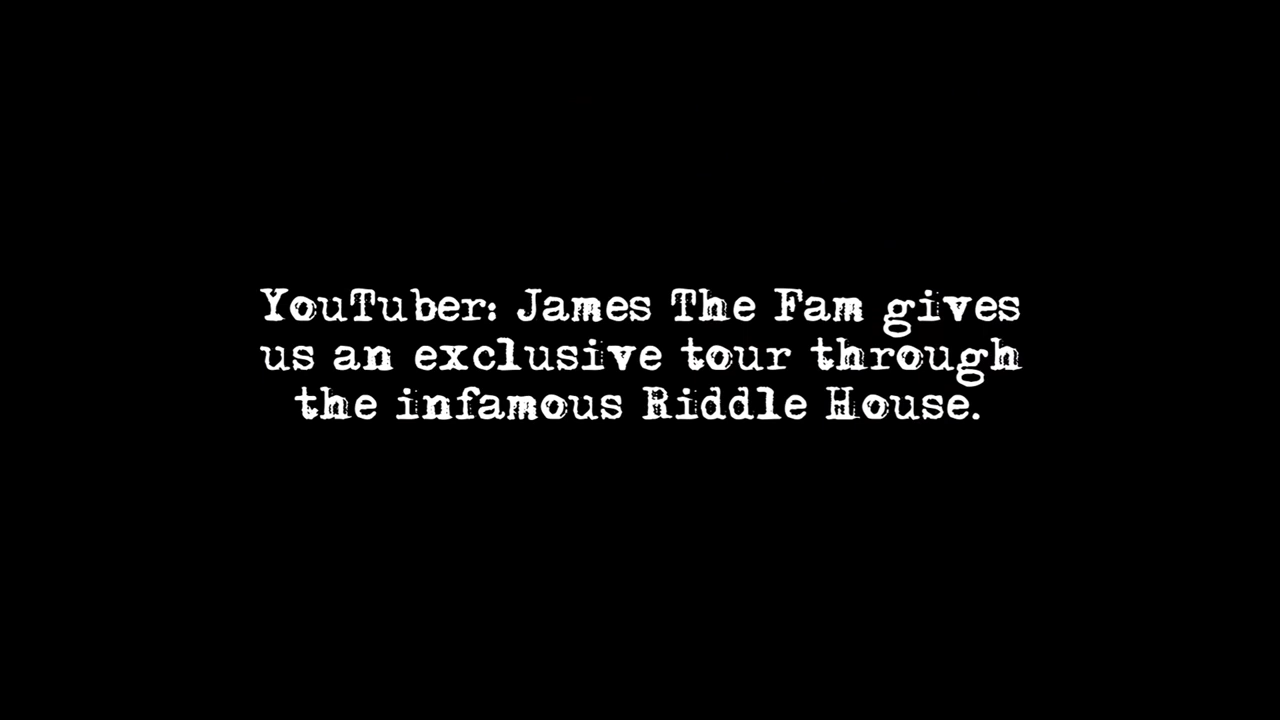 YouTuber: James The Fam gives
us an exclusive tour through
the infamous Riddle House.